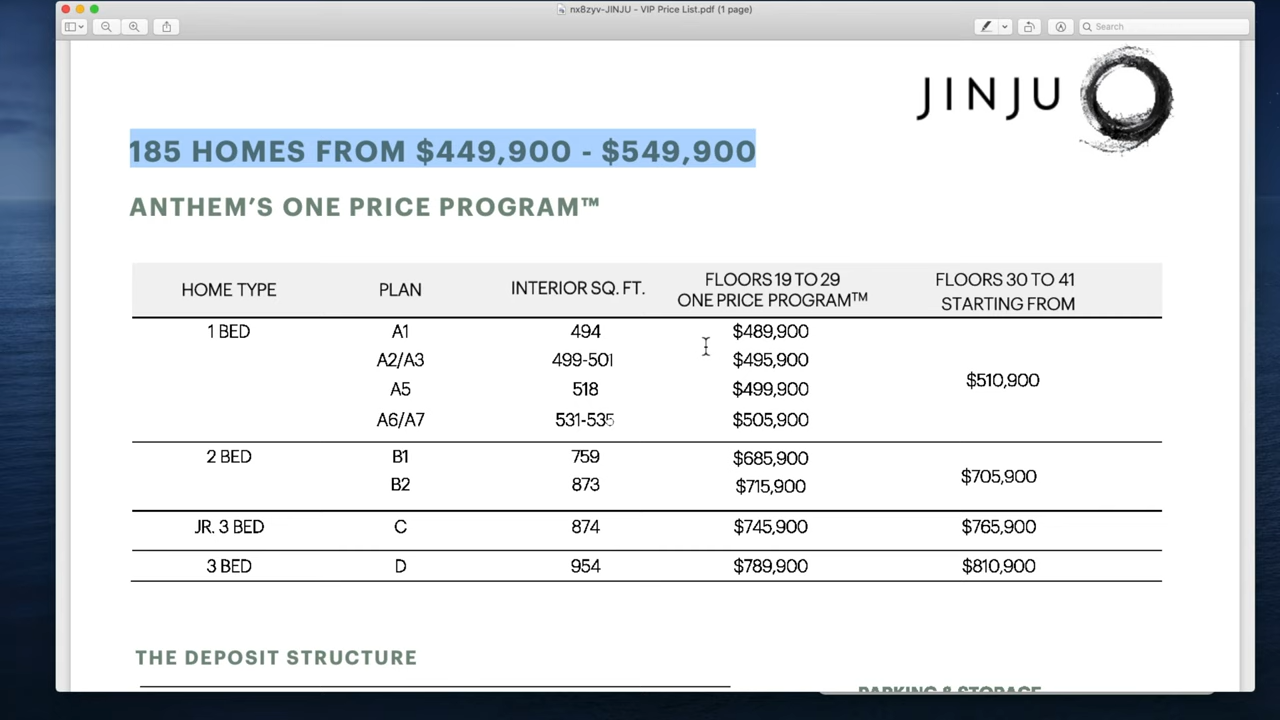 nx8zyv-JINJU - VIP Price List.pdf (1 page)
Search
JINJU
185 HOMES FROM $449,900 - $549,900
ANTHEM'S ONE PRICE PROGRAM™
HOME TYPE PLAN INTERIOR SQ. FT. FLOORS 19 TO 29 ONE PRICE PROGRAM™ FLOORS 30 TO 41 STARTING FROM
1 BED A1 494 $489,900
A2/A3 499-501 $495,900
$510,900
A5 518 $499,900
A6/A7 531-535 $505,900
2 BED B1 759 $685,900
$705,900
B2 873 $715,900
JR. 3 BED C 874 $745,900 $765,900
3 BED D 954 $789,900 $810,900
THE DEPOSIT STRUCTURE
PARKING & STORAGE